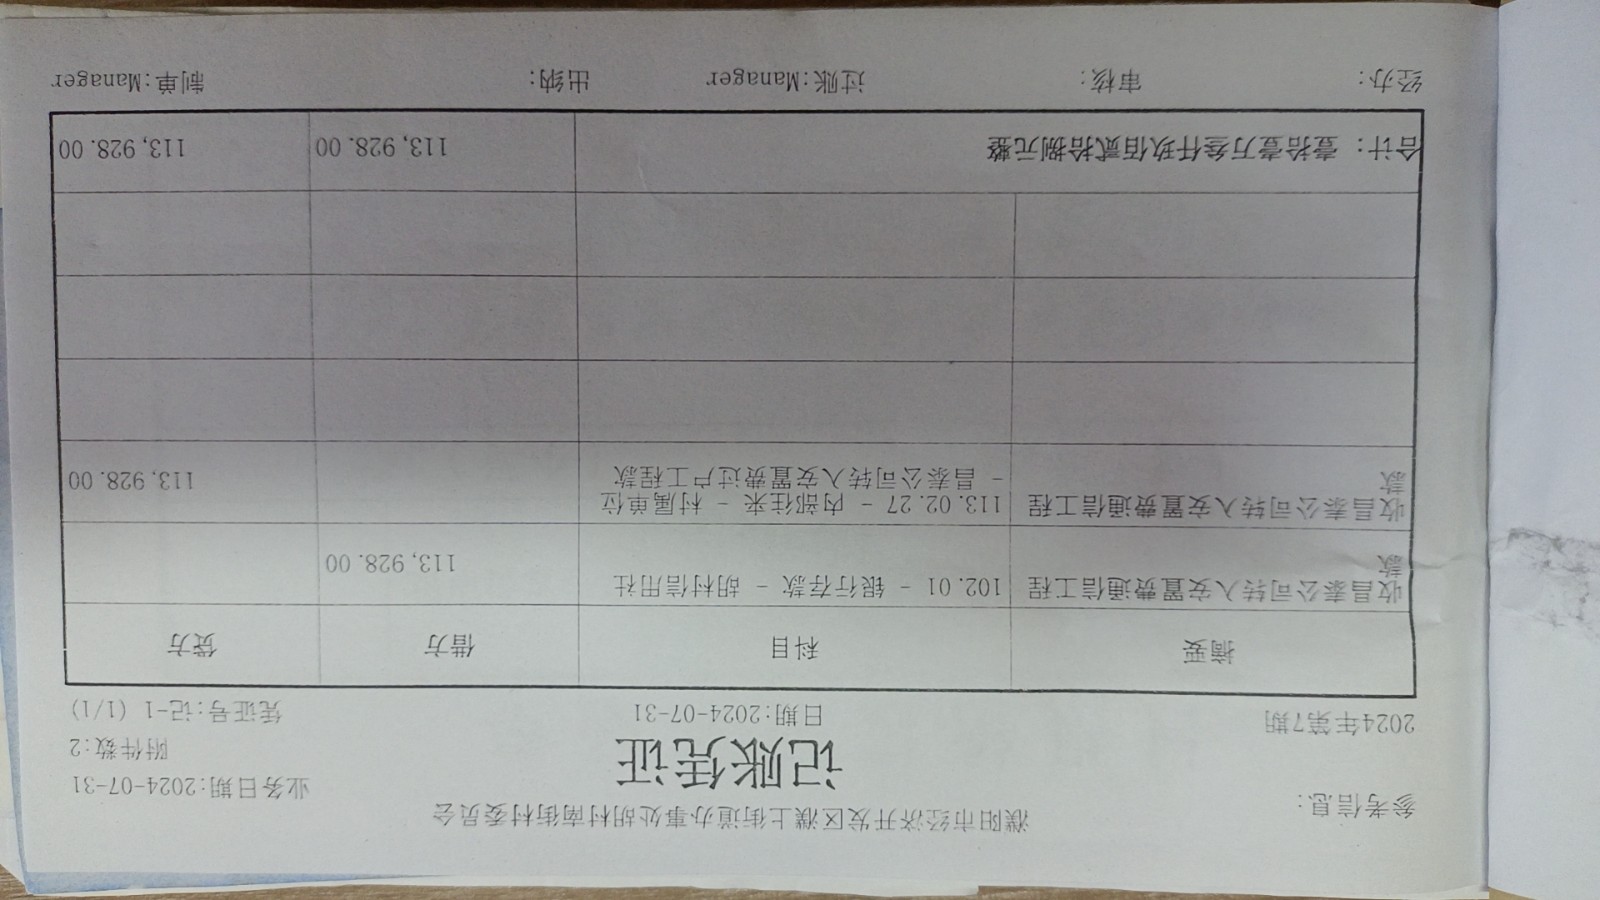 濮阳市经济开发区濮上街道办事处胡村南街村委员会
参考信息：
业务日期:2024-07-31
记账凭证
附件数:2
2024年第7期 日期:2024-07-31 凭证号:记-1 (1/1)
摘要 科目 借方 贷方
收昌泰公司转入安置费通信工程 102.01 - 银行存款 - 胡村信用社 113,928.00
款
收昌泰公司转入安置费通信工程 113.02.27 - 内部往来 - 村属单位
款 - 昌泰公司转入安置费过户工程款 113,928.00
合计：壹拾壹万叁仟玖佰贰拾捌元整 113,928.00 113,928.00
经办： 审核： 过账:Manager 出纳： 制单:Manager